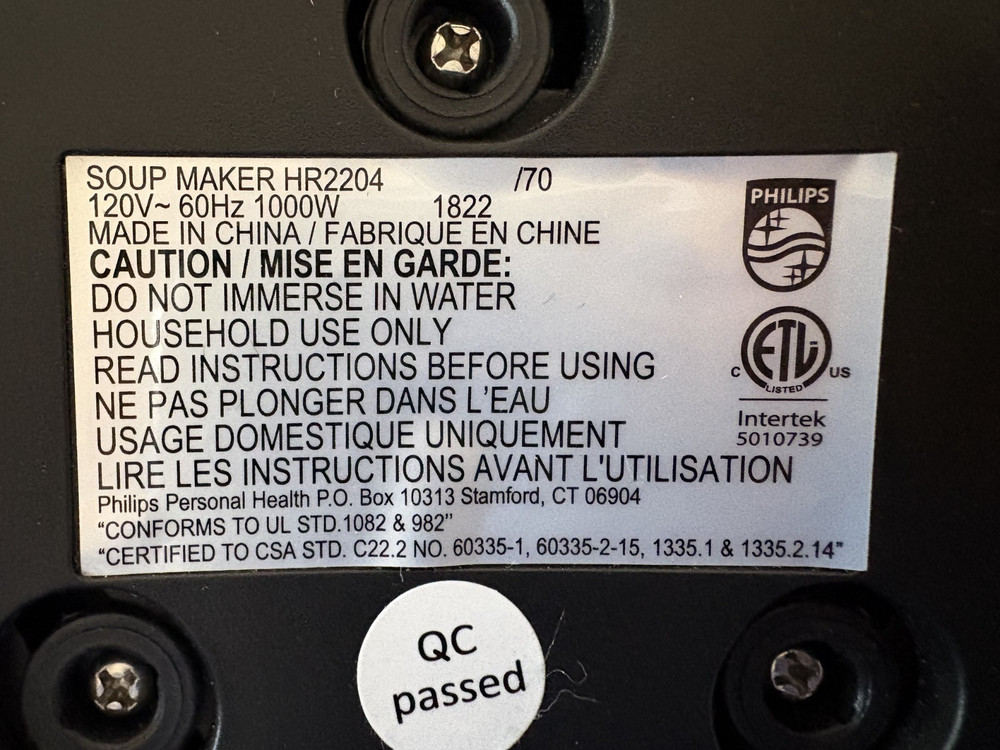 SOUP MAKER HR2204 /70
120V~ 60Hz 1000W 1822
MADE IN CHINA / FABRIQUE EN CHINE
CAUTION / MISE EN GARDE:
DO NOT IMMERSE IN WATER
HOUSEHOLD USE ONLY
READ INSTRUCTIONS BEFORE USING
NE PAS PLONGER DANS L'EAU
USAGE DOMESTIQUE UNIQUEMENT
LIRE LES INSTRUCTIONS AVANT L'UTILISATION
Philips Personal Health P.O. Box 10313 Stamford, CT 06904
“CONFORMS TO UL STD.1082 & 982”
“CERTIFIED TO CSA STD. C22.2 NO. 60335-1, 60335-2-15, 1335.1 & 1335.2.14”
PHILIPS
ETL
C US
LISTED
Intertek
5010739
QC
passed